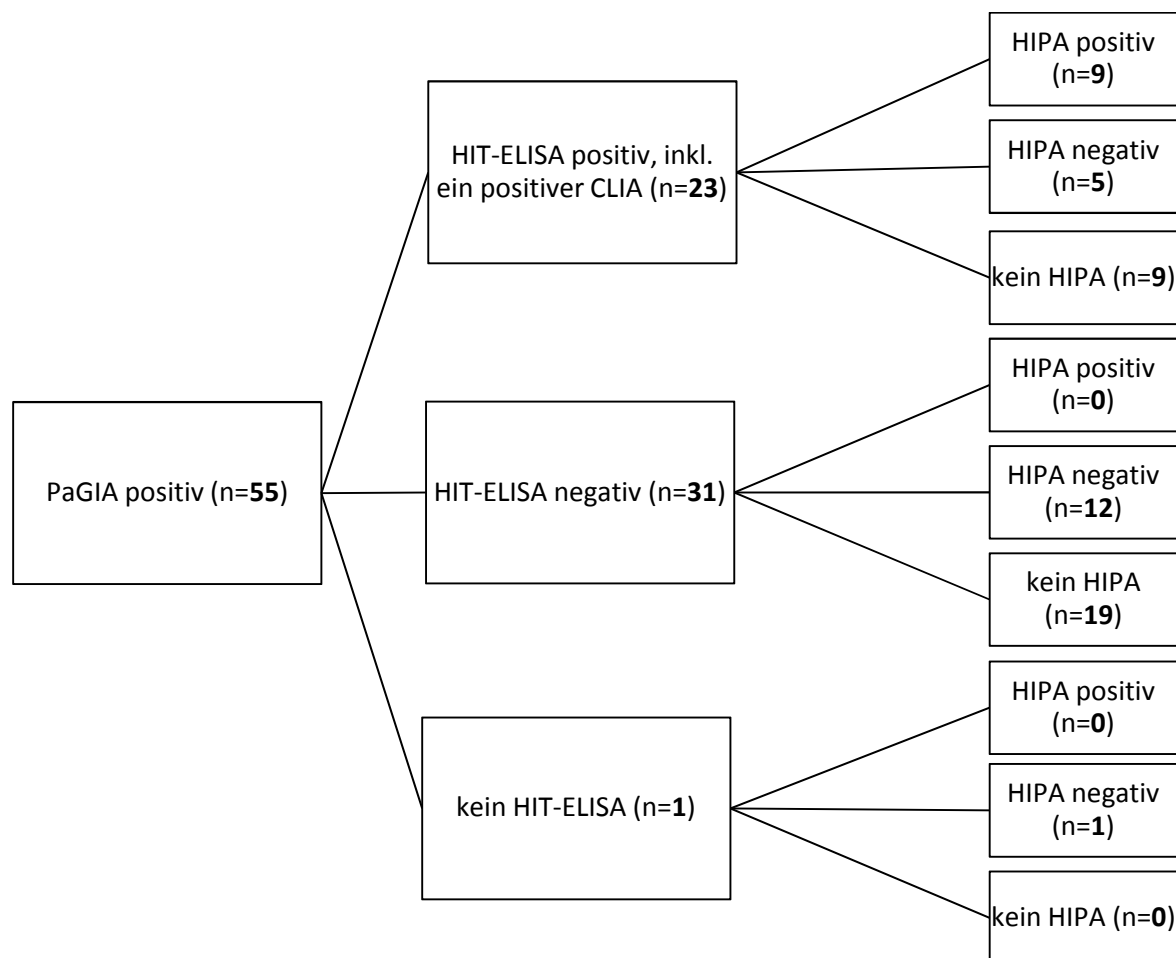 PaGIA positiv (n=55)
HIT-ELISA positiv, inkl.
ein positiver CLIA (n=23)
HIPA positiv
(n=9)
HIPA negativ
(n=5)
kein HIPA (n=9)
HIT-ELISA negativ (n=31)
HIPA positiv
(n=0)
HIPA negativ
(n=12)
kein HIPA
(n=19)
kein HIT-ELISA (n=1)
HIPA positiv
(n=0)
HIPA negativ
(n=1)
kein HIPA (n=0)